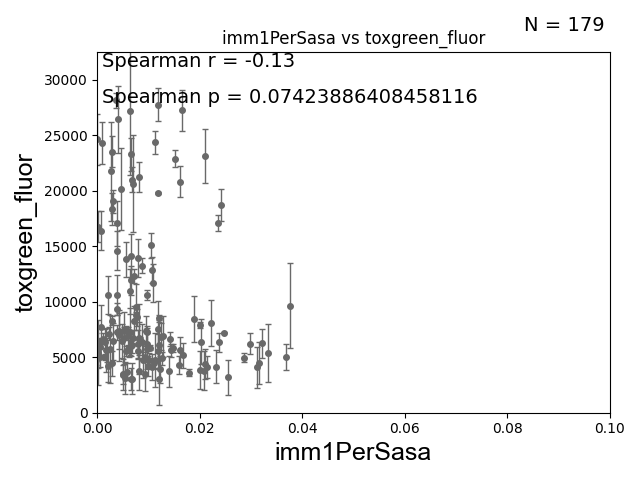 N = 179
imm1PerSasa vs toxgreen_fluor
Spearman r = -0.13
Spearman p = 0.07423886408458116
30000
25000
20000
15000
10000
5000
0
toxgreen_fluor
0.00 0.02 0.04 0.06 0.08 0.10
imm1PerSasa